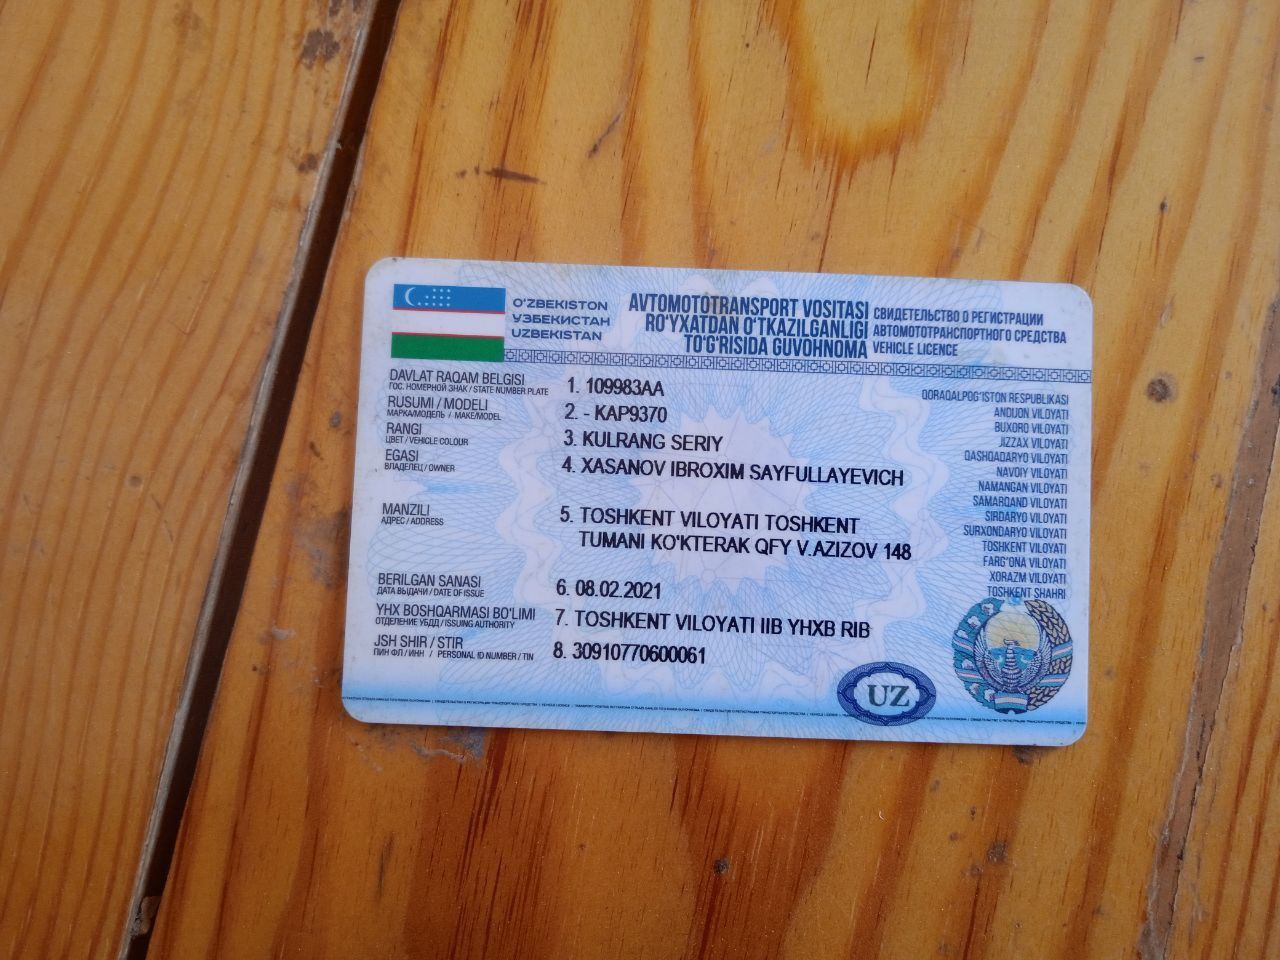 O'ZBEKISTON
УЗБЕКИСТАН
UZBEKISTAN
AVTOMOTOTRANSPORT VOSITASI
RO'YXATDAN O'TKAZILGANLIGI
TO'G'RISIDA GUVOHNOMA
СВИДЕТЕЛЬСТВО О РЕГИСТРАЦИИ
АВТОМОТОТРАНСПОРТНОГО СРЕДСТВА
VEHICLE LICENCE
DAVLAT RAQAM BELGISI
ГОС. НОМЕРНОЙ ЗНАК / STATE NUMBER PLATE
1. 109983AA
RUSUMI / MODELI
МАРКА/МОДЕЛЬ / MAKE/MODEL
2. - KAP9370
RANGI
ЦВЕТ / VEHICLE COLOUR
3. KULRANG SERIY
EGASI
ВЛАДЕЛЕЦ / OWNER
4. XASANOV IBROXIM SAYFULLAYEVICH
MANZILI
АДРЕС / ADDRESS
5. TOSHKENT VILOYATI TOSHKENT
TUMANI KO'KTERAK QFY V.AZIZOV 148
BERILGAN SANASI
ДАТА ВЫДАЧИ / DATE OF ISSUE
6. 08.02.2021
YHX BOSHQARMASI BO'LIMI
ОТДЕЛЕНИЕ УБДД / ISSUING AUTHORITY
7. TOSHKENT VILOYATI IIB YHXB RIB
JSH SHIR / STIR
ПИН ФЛ / ИНН / PERSONAL ID NUMBER / TIN
8. 30910770600061
QORAQALPOG'ISTON RESPUBLIKASI
ANDIJON VILOYATI
BUXORO VILOYATI
JIZZAX VILOYATI
QASHQADARYO VILOYATI
NAVOIY VILOYATI
NAMANGAN VILOYATI
SAMARQAND VILOYATI
SIRDARYO VILOYATI
SURXONDARYO VILOYATI
TOSHKENT VILOYATI
FARG'ONA VILOYATI
XORAZM VILOYATI
TOSHKENT SHAHRI
UZ